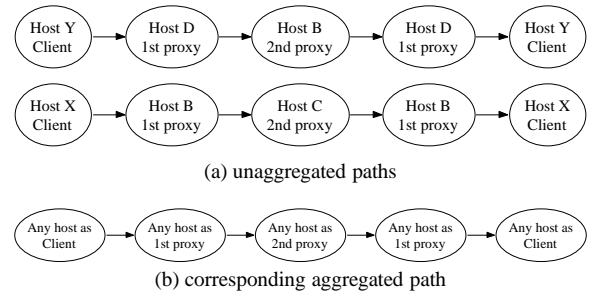 Host Y Host D Host B Host D Host Y
Client 1st proxy 2nd proxy 1st proxy Client
Host X Host B Host C Host B Host X
Client 1st proxy 2nd proxy 1st proxy Client
(a) unaggregated paths
Any host as Any host as Any host as Any host as Any host as
Client 1st proxy 2nd proxy 1st proxy Client
(b) corresponding aggregated path